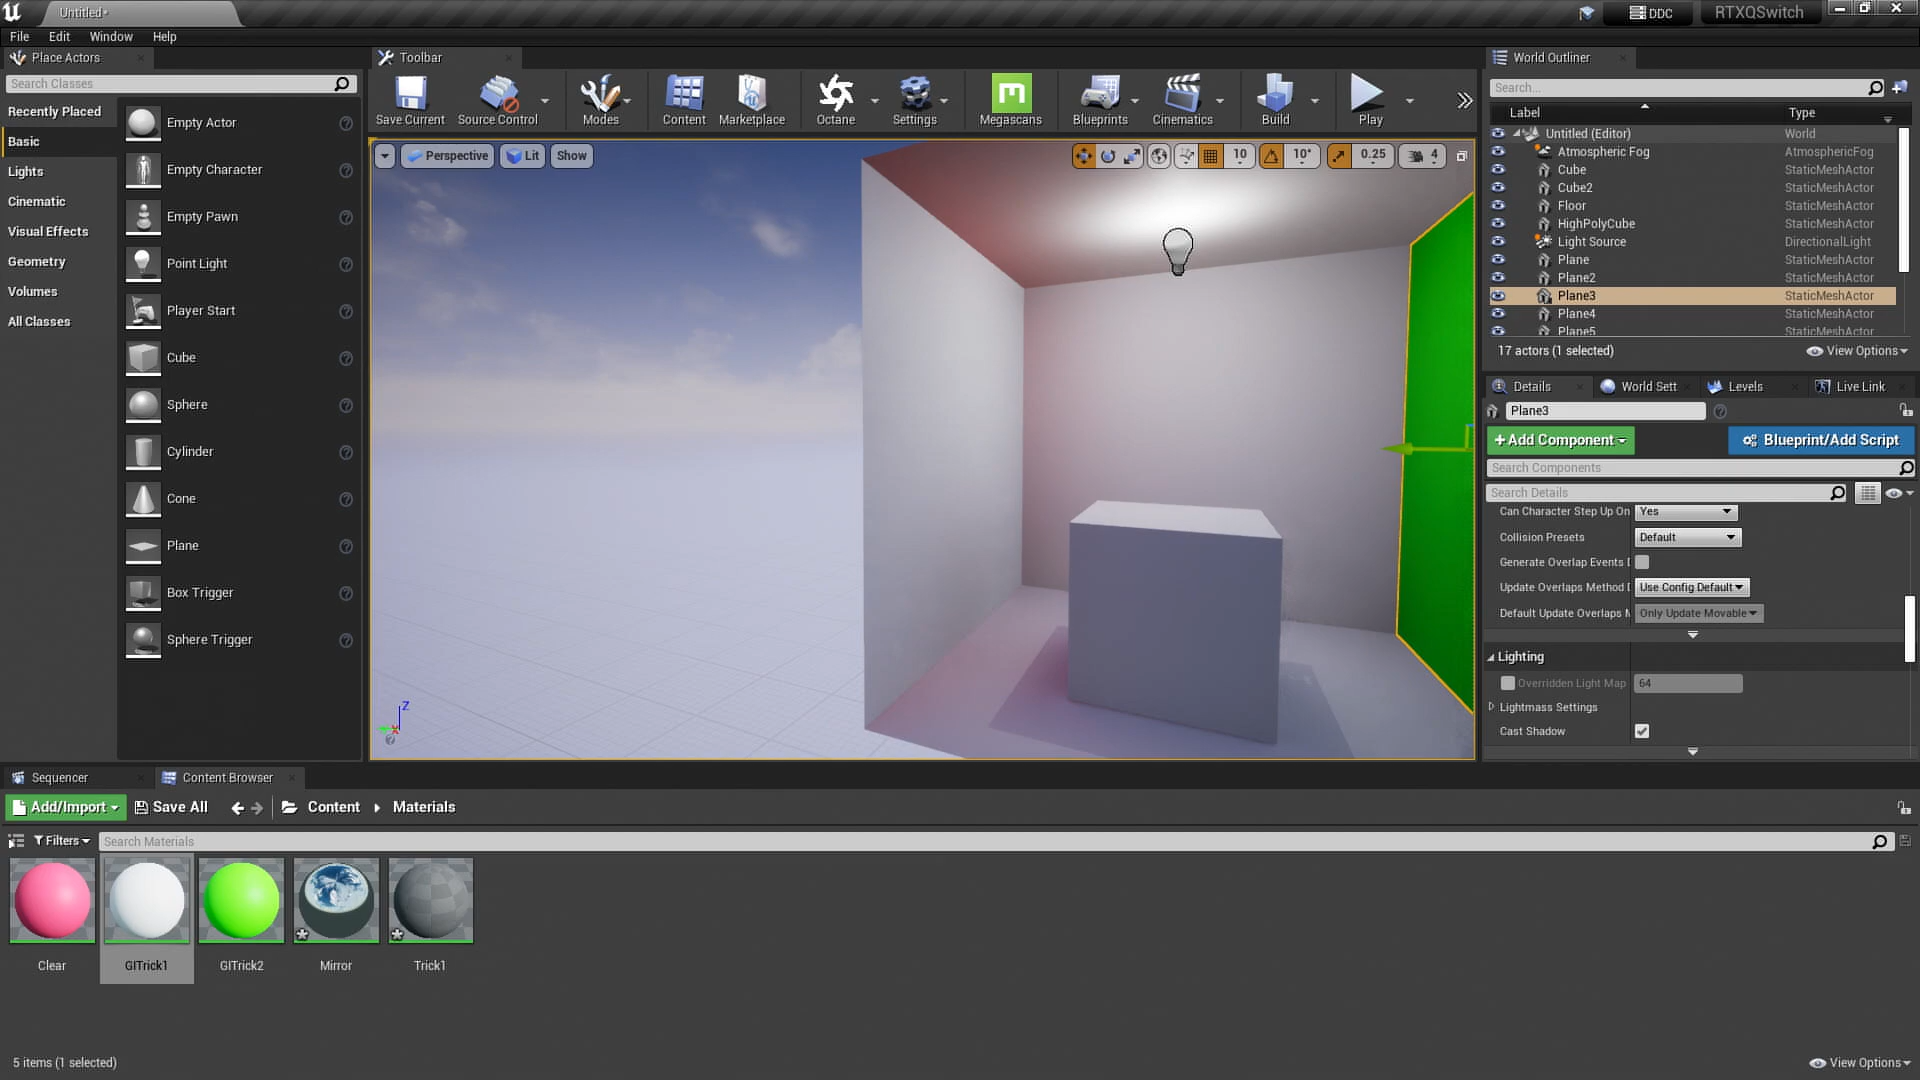 Untitled*
DDC
RTXQSwitch
File Edit Window Help
Place Actors
Search Classes
Recently Placed
Basic
Lights
Cinematic
Visual Effects
Geometry
Volumes
All Classes
Empty Actor
Empty Character
Empty Pawn
Point Light
Player Start
Cube
Sphere
Cylinder
Cone
Plane
Box Trigger
Sphere Trigger
Toolbar
Save Current
Source Control
Modes
Content
Marketplace
Octane
Settings
Megascans
Blueprints
Cinematics
Build
Play
Perspective
Lit
Show
10
10°
0.25
4
Z
X
World Outliner
Search...
Label Type
Untitled (Editor) World
Atmospheric Fog AtmosphericFog
Cube StaticMeshActor
Cube2 StaticMeshActor
Floor StaticMeshActor
HighPolyCube StaticMeshActor
Light Source DirectionalLight
Plane StaticMeshActor
Plane2 StaticMeshActor
Plane3 StaticMeshActor
Plane4 StaticMeshActor
Plane5 StaticMeshActor
17 actors (1 selected)
View Options
Details
World Sett
Levels
Live Link
Plane3
+Add Component
Blueprint/Add Script
Search Components
Search Details
Can Character Step Up On Yes
Collision Presets Default
Generate Overlap Events
Update Overlaps Method Use Config Default
Default Update Overlaps Only Update Movable
Lighting
Overridden Light Map 64
Lightmass Settings
Cast Shadow
Sequencer
Content Browser
Add/Import
Save All
Content
Materials
Filters
Search Materials
Clear
GITrick1
GITrick2
Mirror
Trick1
5 items (1 selected)
View Options